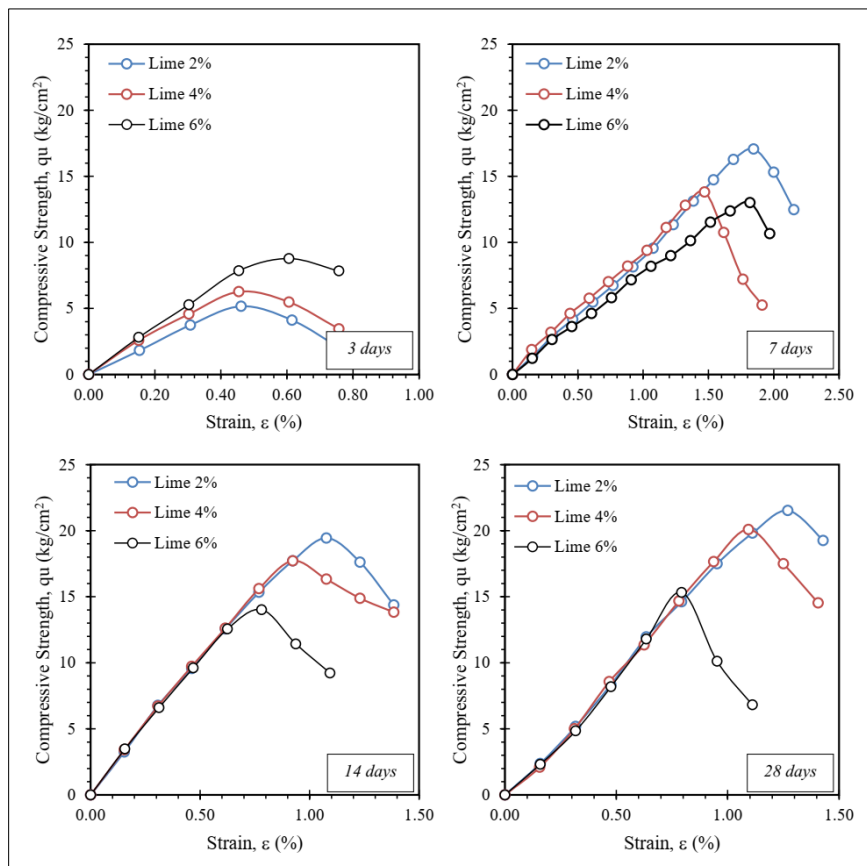 Compressive Strength, qu (kg/cm²)
25
20
15
10
5
0
Lime 2%
Lime 4%
Lime 6%
3 days
0.00 0.20 0.40 0.60 0.80 1.00
Strain, ε (%)
Compressive Strength, qu (kg/cm²)
25
20
15
10
5
0
Lime 2%
Lime 4%
Lime 6%
7 days
0.00 0.50 1.00 1.50 2.00 2.50
Strain, ε (%)
Compressive Strength, qu (kg/cm²)
25
20
15
10
5
0
Lime 2%
Lime 4%
Lime 6%
14 days
0.00 0.50 1.00 1.50
Strain, ε (%)
Compressive Strength, qu (kg/cm²)
25
20
15
10
5
0
Lime 2%
Lime 4%
Lime 6%
28 days
0.00 0.50 1.00 1.50
Strain, ε (%)